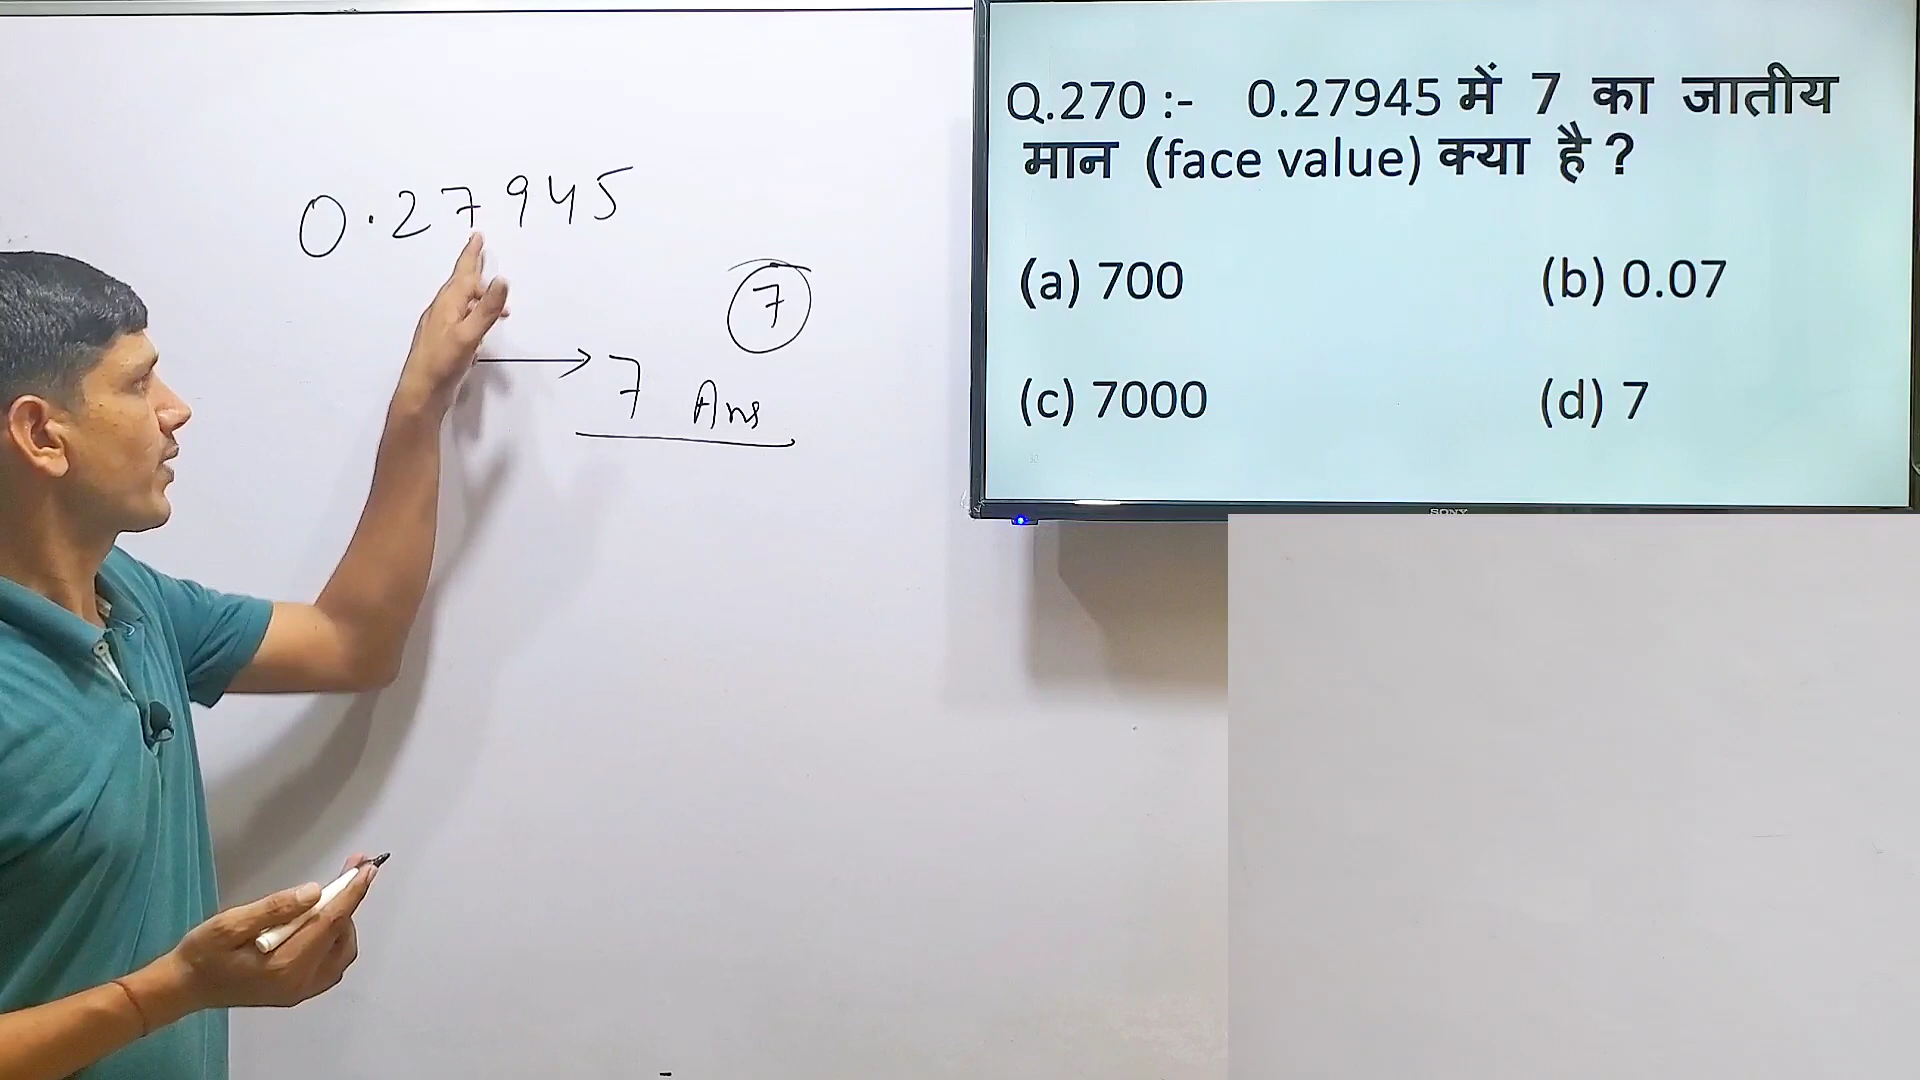 0.27945
7
7 Ans
Q.270 :- 0.27945 में 7 का जातीय
मान (face value) क्या है ?
(a) 700 (b) 0.07
(c) 7000 (d) 7
SONY